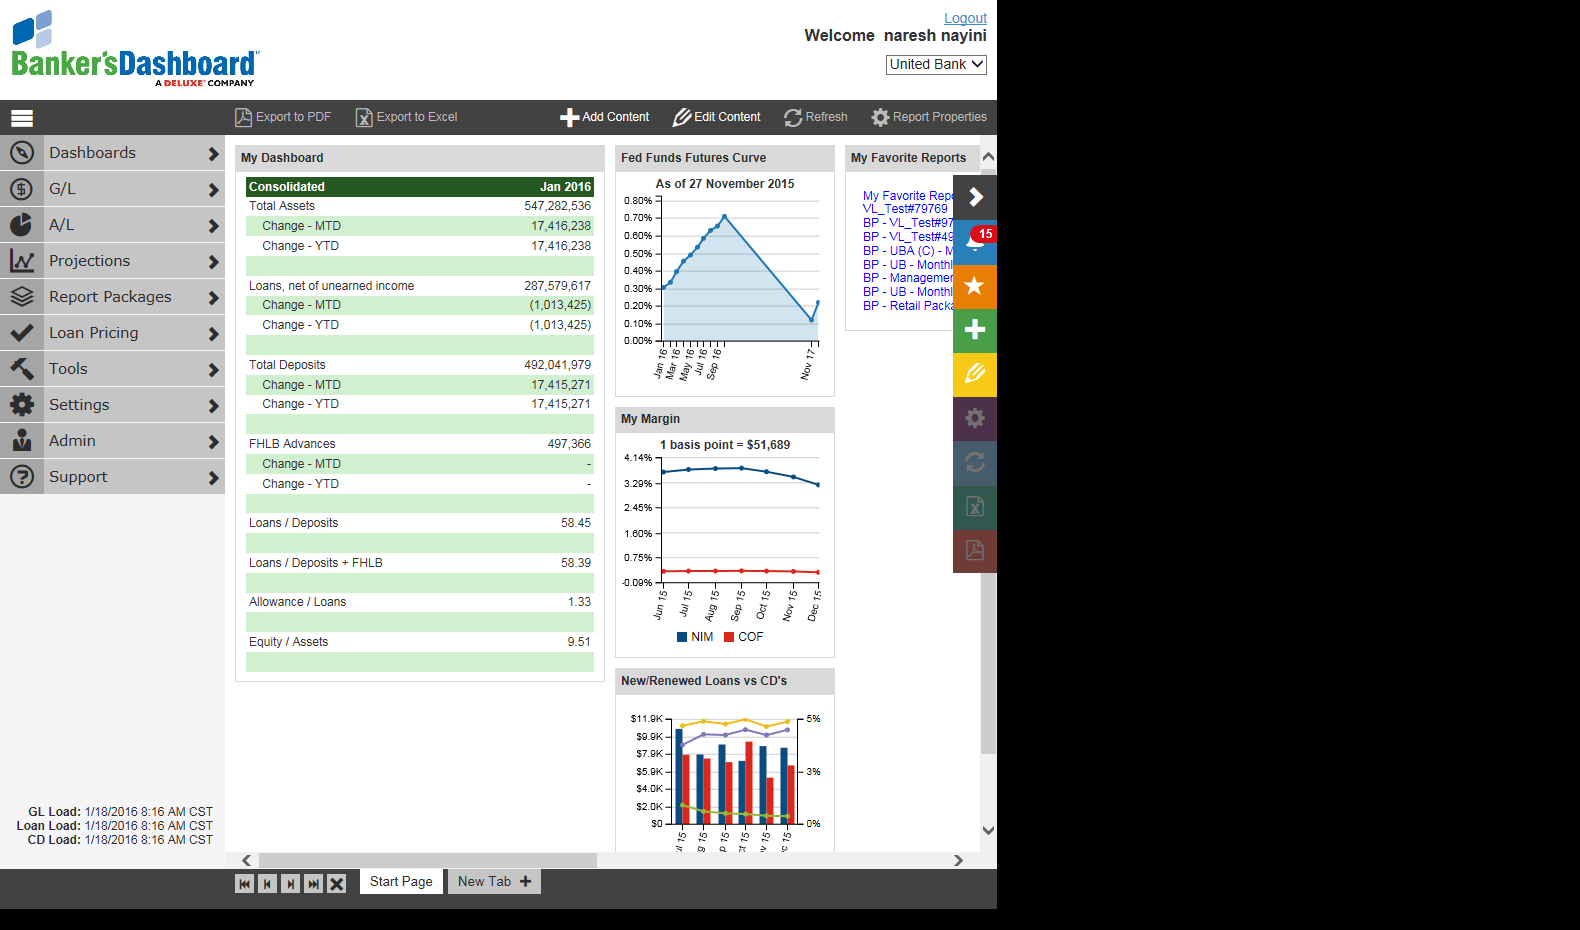 Logout
Welcome naresh nayini
United Bank
Banker'sDashboard
A DELUXE COMPANY
Export to PDF Export to Excel Add Content Edit Content Refresh Report Properties
Dashboards
G/L
A/L
Projections
Report Packages
Loan Pricing
Tools
Settings
Admin
Support
GL Load: 1/18/2016 8:16 AM CST
Loan Load: 1/18/2016 8:16 AM CST
CD Load: 1/18/2016 8:16 AM CST
My Dashboard
Consolidated Jan 2016
Total Assets 547,282,536
Change - MTD 17,416,238
Change - YTD 17,416,238
Loans, net of unearned income 287,579,617
Change - MTD (1,013,425)
Change - YTD (1,013,425)
Total Deposits 492,041,979
Change - MTD 17,415,271
Change - YTD 17,415,271
FHLB Advances 497,366
Change - MTD -
Change - YTD -
Loans / Deposits 58.45
Loans / Deposits + FHLB 58.39
Allowance / Loans 1.33
Equity / Assets 9.51
Fed Funds Futures Curve
As of 27 November 2015
0.80%
0.70%
0.60%
0.50%
0.40%
0.30%
0.20%
0.10%
0.00%
Jan 16 Mar 16 May 16 Jul 16 Sep 16 Nov 17
My Margin
1 basis point = $51,689
4.14%
3.29%
2.45%
1.60%
0.75%
-0.09%
Jun 15 Jul 15 Aug 15 Sep 15 Oct 15 Nov 15 Dec 15
NIM COF
New/Renewed Loans vs CD's
$11.9K 5%
$9.9K
$7.9K
$5.9K 3%
$4.0K
$2.0K
$0 0%
ul 15 g 15 p 15 ct 15 v 15 c 15
My Favorite Reports
My Favorite Repo
VL_Test#79769
BP - VL_Test#97
BP - VL_Test#49
BP - UBA (C) - M
BP - UB - Monthl
BP - Managemer
BP - UB - Monthl
BP - Retail Packa
15
Start Page New Tab